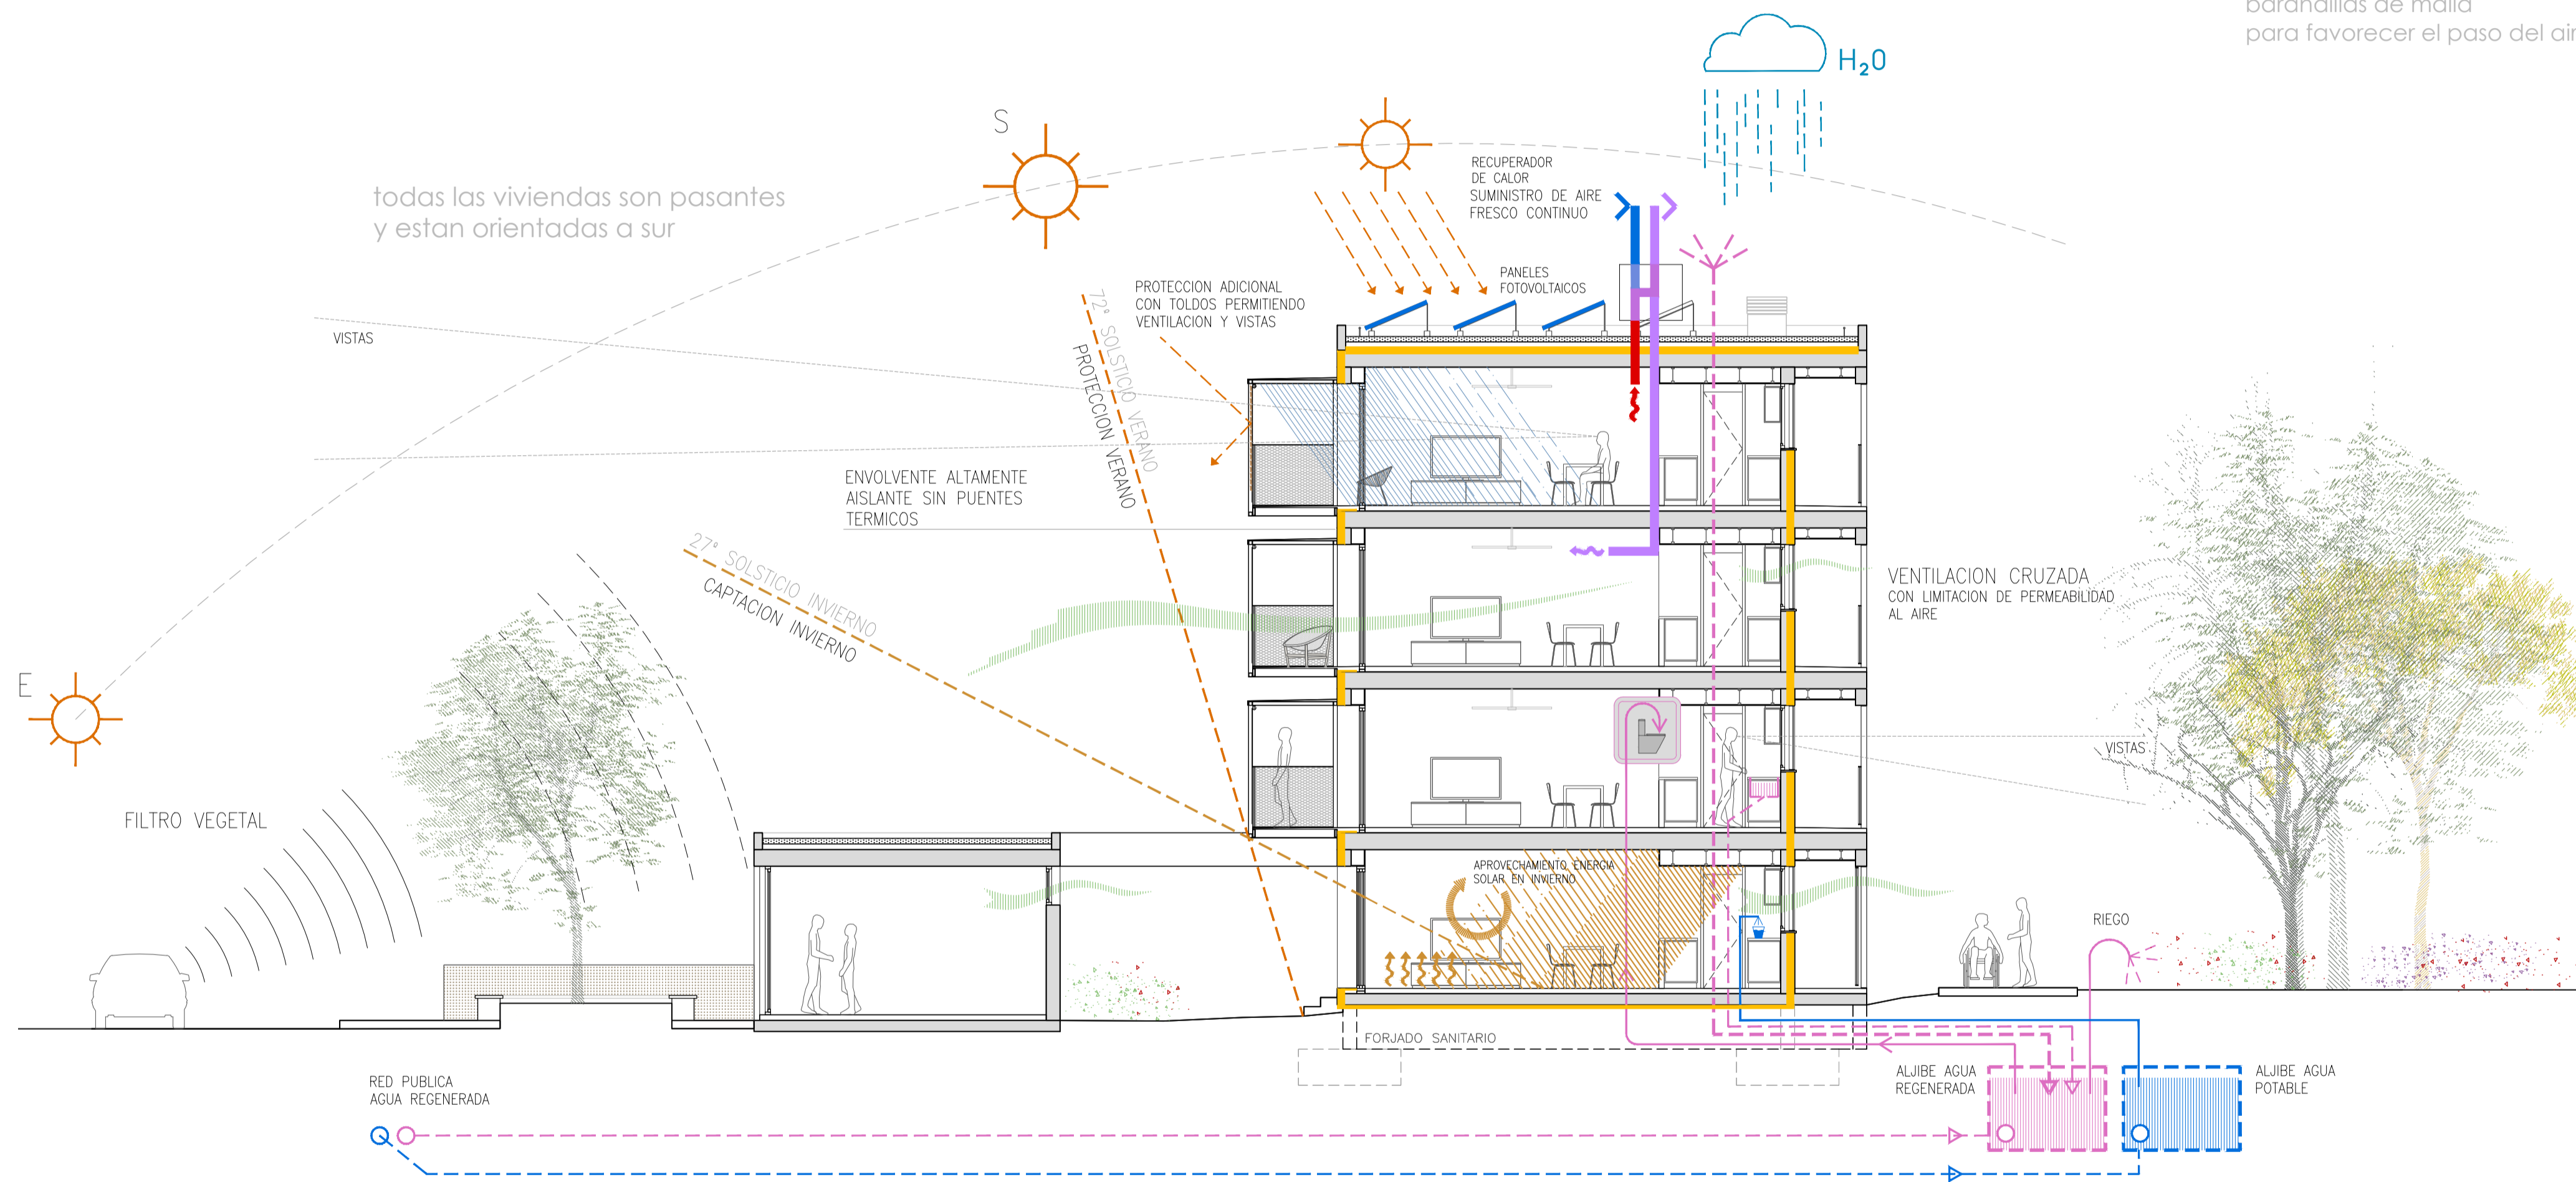 barandillas de malla
para favorecer el paso del air
H₂O
S
todas las viviendas son pasantes
y estan orientadas a sur
RECUPERADOR
DE CALOR
SUMINISTRO DE AIRE
FRESCO CONTINUO
PANELES
FOTOVOLTAICOS
PROTECCION ADICIONAL
CON TOLDOS PERMITIENDO
VENTILACION Y VISTAS
VISTAS
72° SOLSTICIO VERANO
PROTECCION VERANO
ENVOLVENTE ALTAMENTE
AISLANTE SIN PUENTES
TERMICOS
27° SOLSTICIO INVIERNO
CAPTACION INVIERNO
VENTILACION CRUZADA
CON LIMITACION DE PERMEABILIDAD
AL AIRE
E
VISTAS
FILTRO VEGETAL
APROVECHAMIENTO ENERGIA
SOLAR EN INVIERNO
RIEGO
FORJADO SANITARIO
RED PUBLICA
AGUA REGENERADA
ALJIBE AGUA
REGENERADA
ALJIBE AGUA
POTABLE